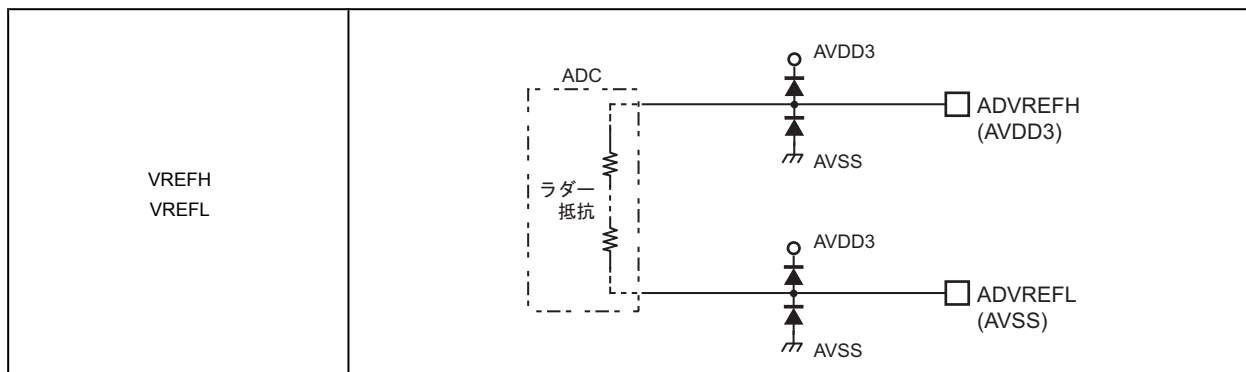 VREFH
VREFL
ADC
ラダー
抵抗
AVDD3
ADVREFH
(AVDD3)
AVSS
AVDD3
ADVREFL
(AVSS)
AVSS